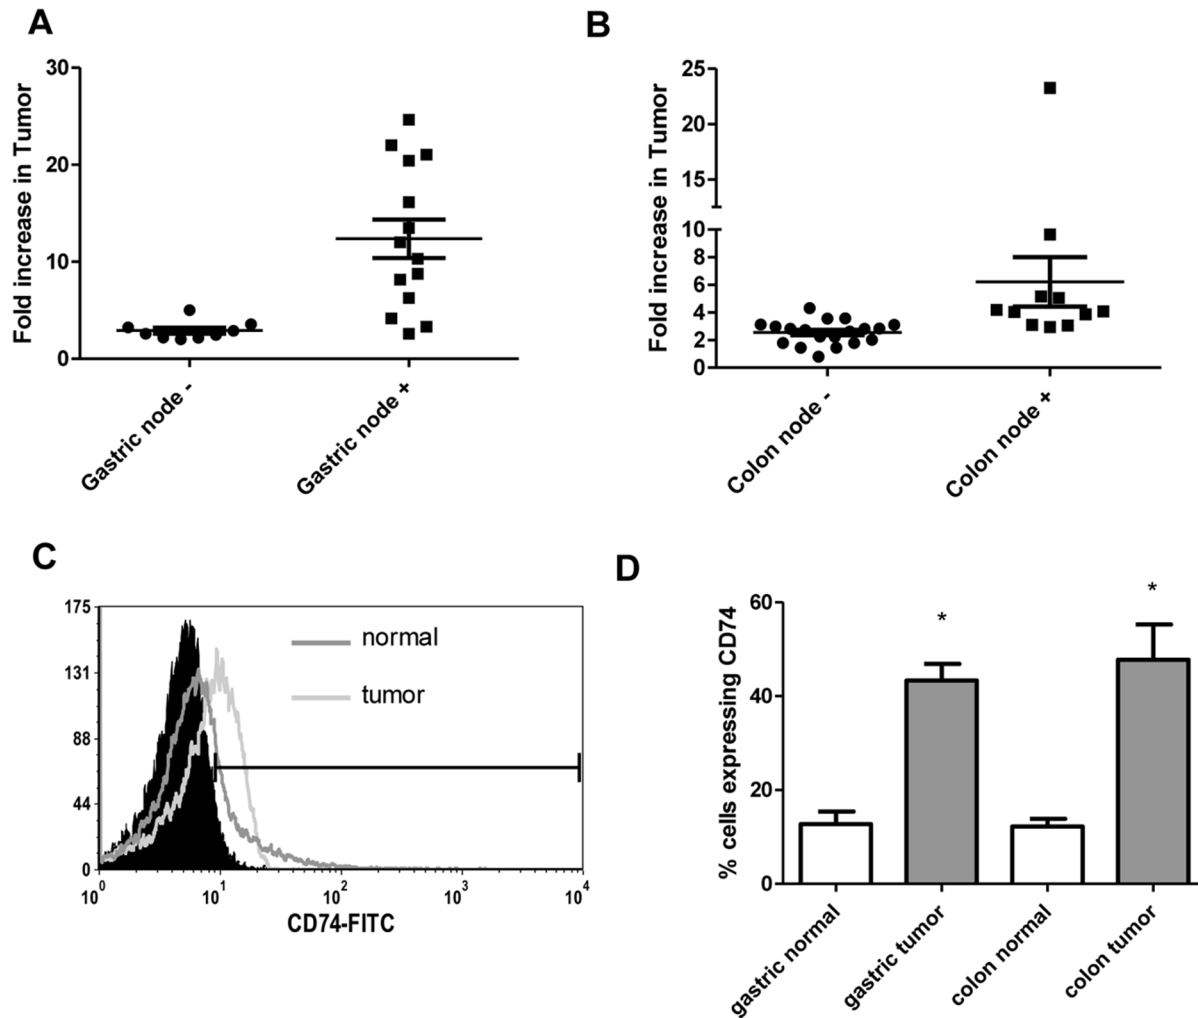 A
Fold increase in Tumor
30
20
10
0
Gastric node -
Gastric node +
B
Fold increase in Tumor
25
20
15
10
8
6
4
2
0
Colon node -
Colon node +
C
175
131
88
44
0
normal
tumor
10⁰
10¹
10²
10³
10⁴
CD74-FITC
D
% cells expressing CD74
60
40
20
0
*
*
gastric normal
gastric tumor
colon normal
colon tumor